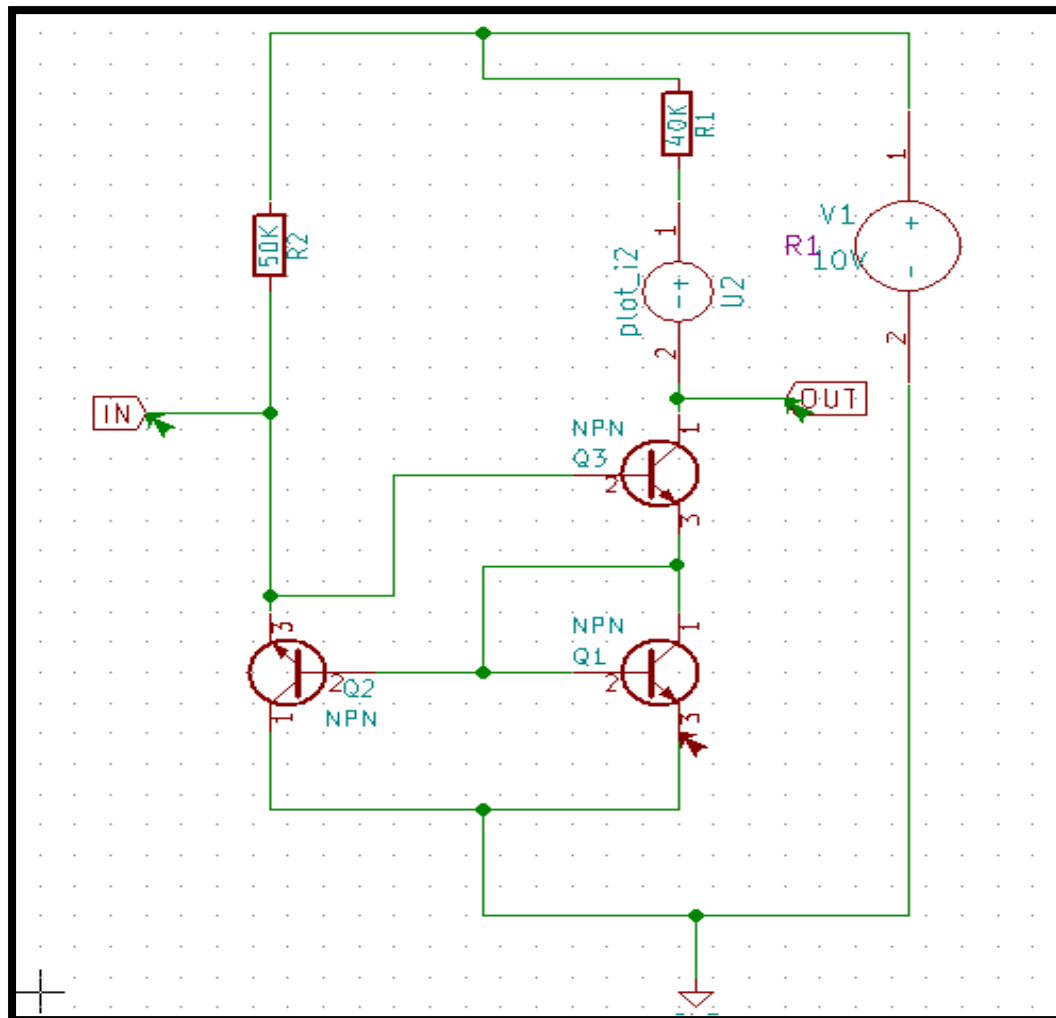 40K
R1
1
50K
R2
1
V1
+
R1
10V
-
plot_i2
+
-
U2
2
2
IN
OUT
NPN
Q3
1
2
3
NPN
Q1
1
2
3
3
2
Q2
1
NPN